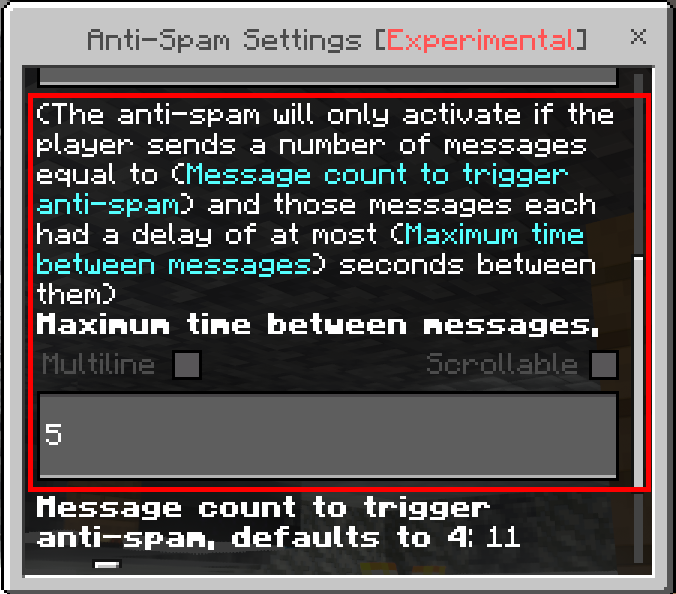 Anti-Spam Settings [Experimental]
(The anti-spam will only activate if the
player sends a number of messages
equal to (Message count to trigger
anti-spam) and those messages each
had a delay of at most (Maximum time
between messages) seconds between
them)
Maximum time between messages,
Multiline Scrollable
5
Message count to trigger
anti-spam, defaults to 4: 11